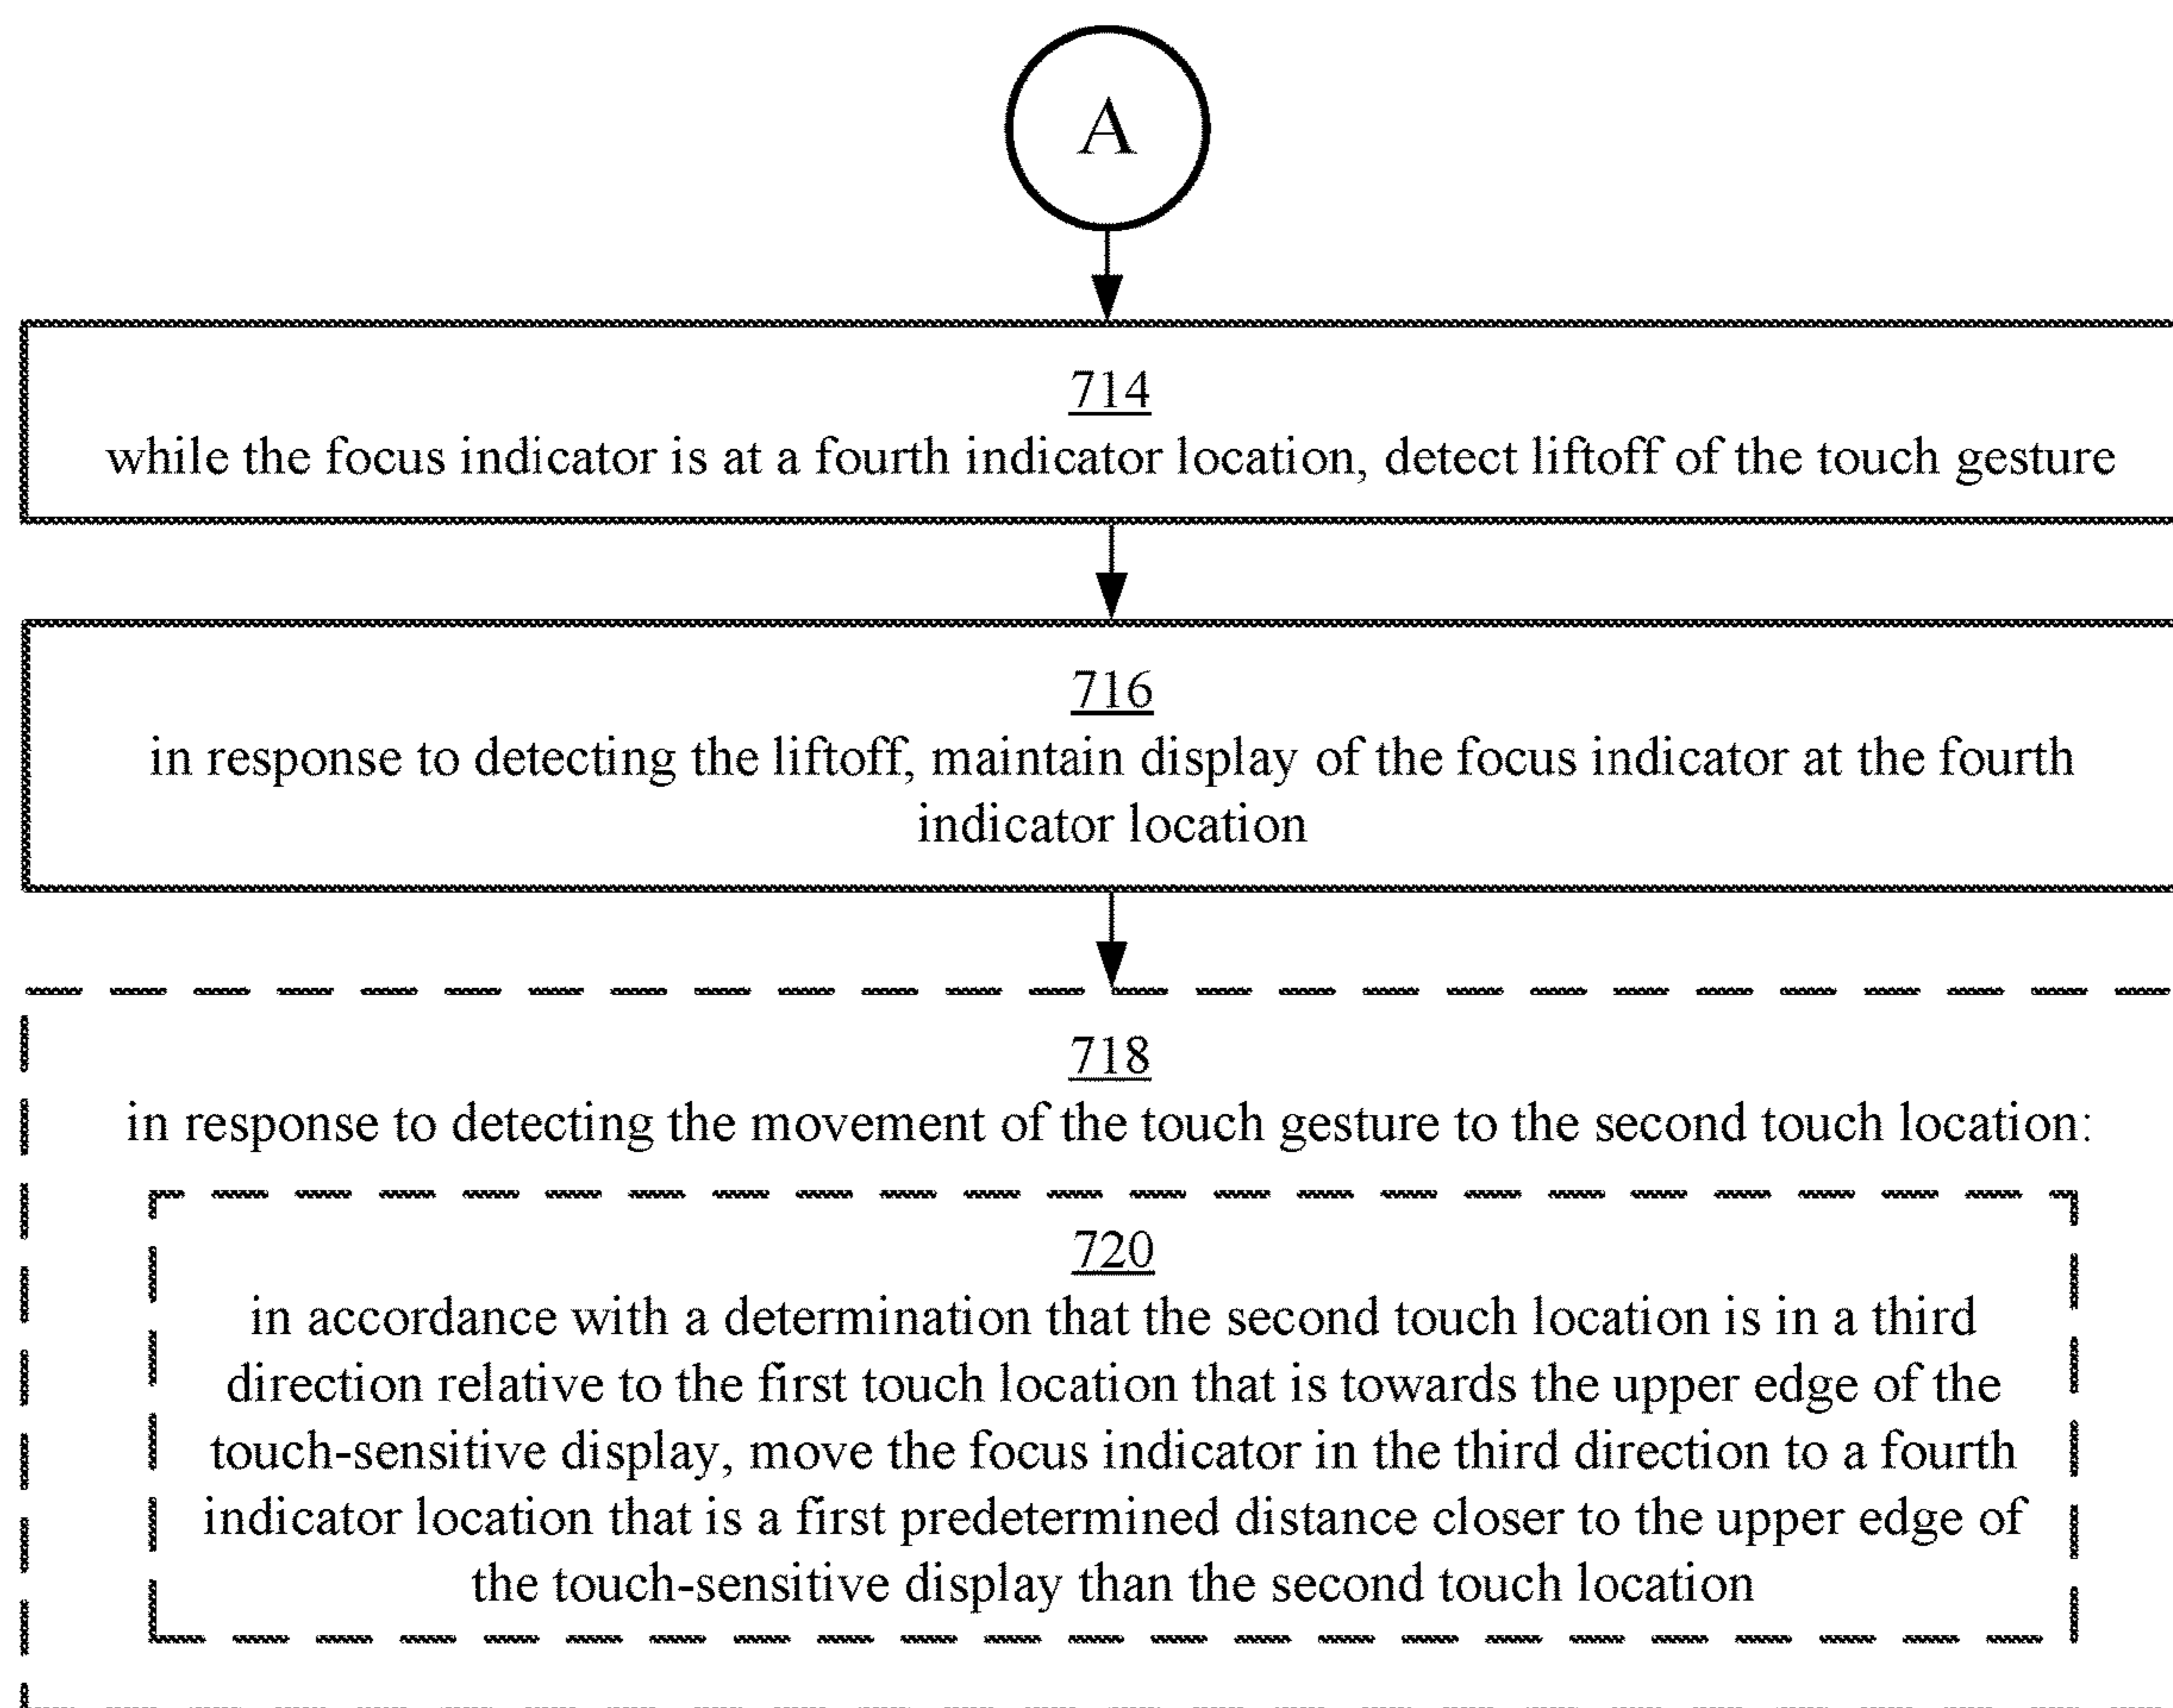 A
714
while the focus indicator is at a fourth indicator location, detect liftoff of the touch gesture
716
in response to detecting the liftoff, maintain display of the focus indicator at the fourth
indicator location
718
in response to detecting the movement of the touch gesture to the second touch location:
720
in accordance with a determination that the second touch location is in a third
direction relative to the first touch location that is towards the upper edge of the
touch-sensitive display, move the focus indicator in the third direction to a fourth
indicator location that is a first predetermined distance closer to the upper edge of
the touch-sensitive display than the second touch location